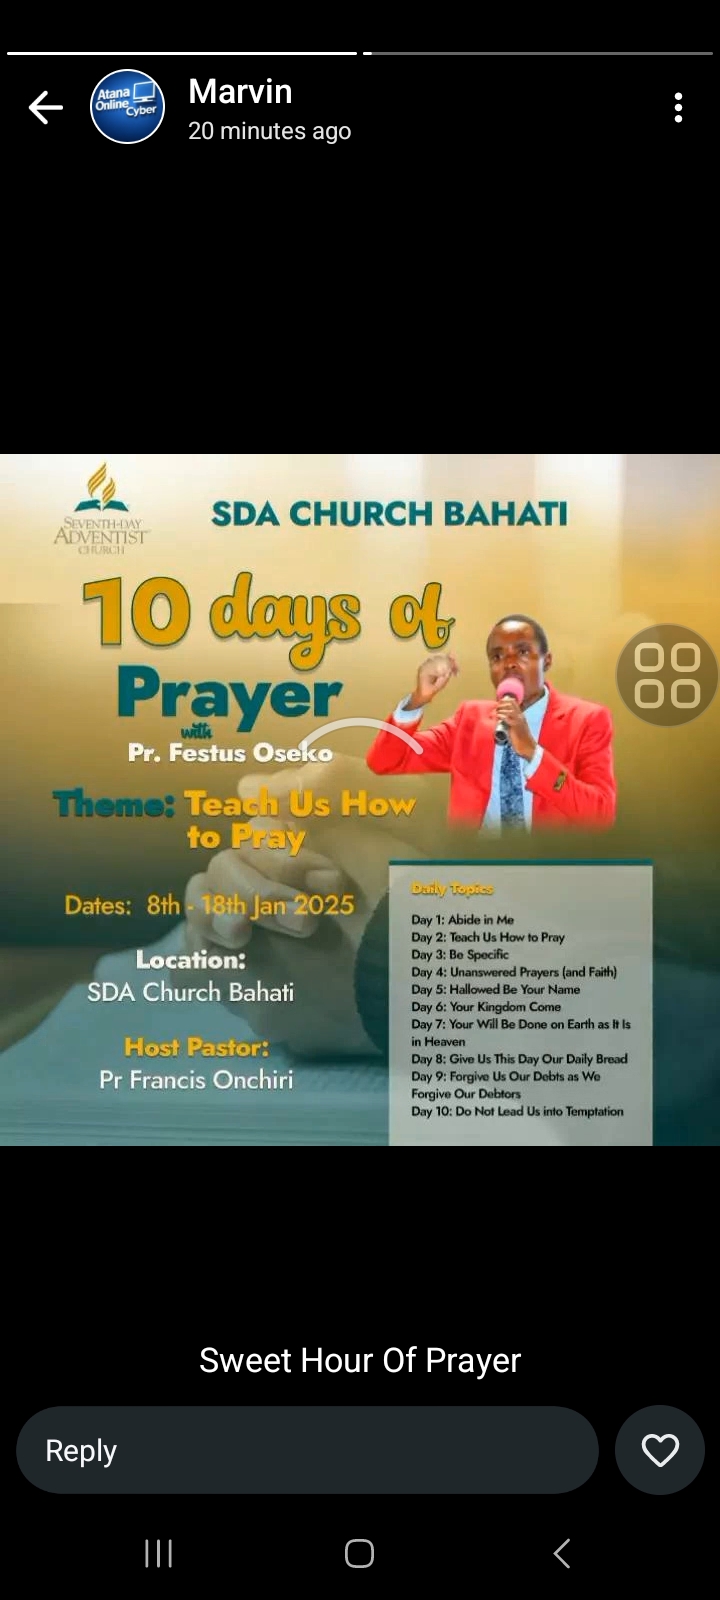 Atana
Online
Cyber
Marvin
20 minutes ago
SEVENTH-DAY
ADVENTIST
CHURCH
SDA CHURCH BAHATI
10 days of
Prayer
with
Pr. Festus Oseko
Theme: Teach Us How
to Pray
Dates: 8th - 18th Jan 2025
Location:
SDA Church Bahati
Host Pastor:
Pr Francis Onchiri
Daily Topics
Day 1: Abide in Me
Day 2: Teach Us How to Pray
Day 3: Be Specific
Day 4: Unanswered Prayers (and Faith)
Day 5: Hallowed Be Your Name
Day 6: Your Kingdom Come
Day 7: Your Will Be Done on Earth as It Is
in Heaven
Day 8: Give Us This Day Our Daily Bread
Day 9: Forgive Us Our Debts as We
Forgive Our Debtors
Day 10: Do Not Lead Us into Temptation
Sweet Hour Of Prayer
Reply